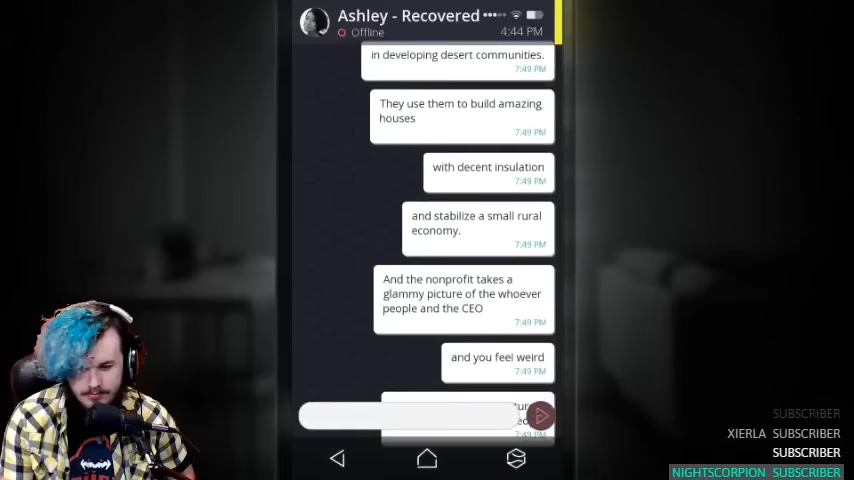 Ashley - Recovered
Offline
4:44 PM
in developing desert communities.
7:49 PM
They use them to build amazing
houses
7:49 PM
with decent insulation
7:49 PM
and stabilize a small rural
economy.
7:49 PM
And the nonprofit takes a
glammy picture of the whoever
people and the CEO
7:49 PM
and you feel weird
7:49 PM
7:49 PM
SUBSCRIBER
XIERLA SUBSCRIBER
SUBSCRIBER
NIGHTSCORPION SUBSCRIBER